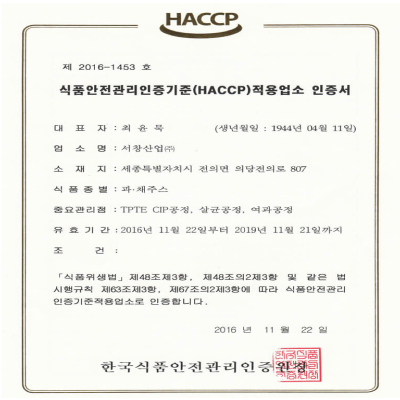 HACCP
제 2016-1453 호
식품안전관리인증기준(HACCP)적용업소 인증서
대 표 자 : 최 윤 묵 (생년월일 : 1944년 04월 11일)
업 소 명 : 서창산업㈜
소 재 지 : 세종특별자치시 전의면 의당전의로 807
식 품 종 별 : 과·채주스
중요관리점 : TPTE CIP공정, 살균공정, 여과공정
유 효 기 간 : 2016년 11월 22일부터 2019년 11월 21일까지
조 건 :
「식품위생법」제48조제3항, 제48조의2제3항 및 같은 법
시행규칙 제63조제3항, 제67조의2제3항에 따라 식품안전관리
인증기준적용업소로 인증합니다.
2016 년 11 월 22 일
한국식품안전관리인증원장